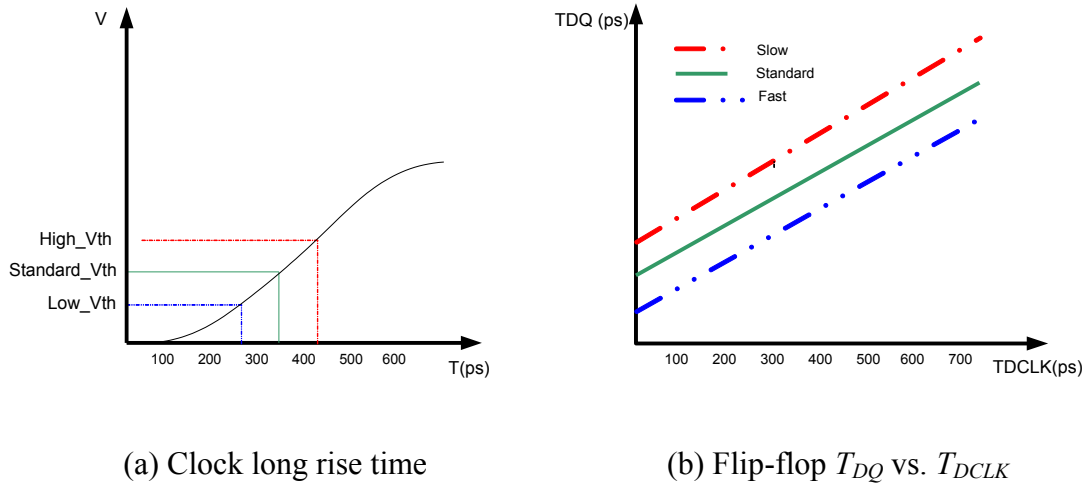 V
High_Vth
Standard_Vth
Low_Vth
100 200 300 400 500 600
T(ps)
(a) Clock long rise time
TDQ (ps)
Slow
Standard
Fast
100 200 300 400 500 600 700
TDCLK(ps)
(b) Flip-flop TDQ vs. TDCLK